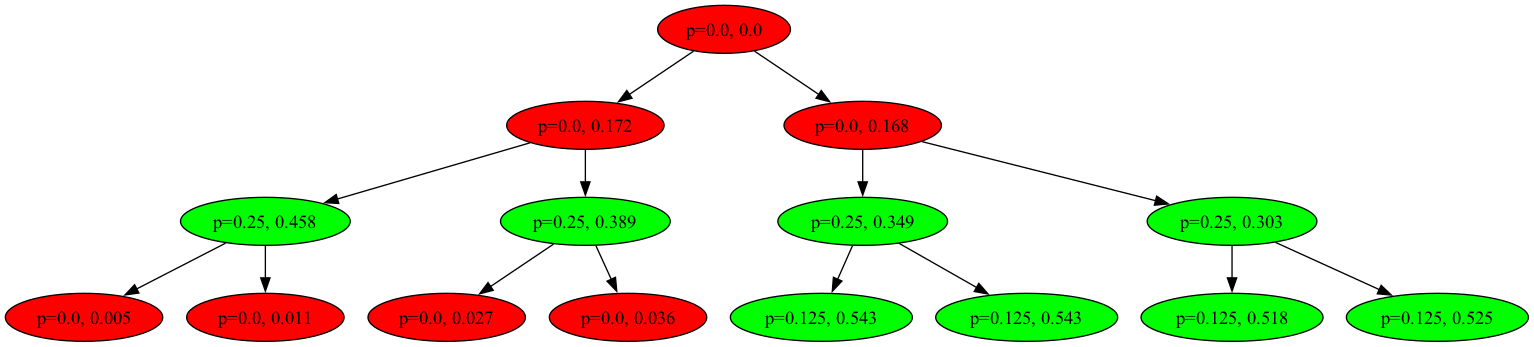 p=0.0, 0.0
p=0.0, 0.172
p=0.0, 0.168
p=0.25, 0.458
p=0.25, 0.389
p=0.25, 0.349
p=0.25, 0.303
p=0.0, 0.005
p=0.0, 0.011
p=0.0, 0.027
p=0.0, 0.036
p=0.125, 0.543
p=0.125, 0.543
p=0.125, 0.518
p=0.125, 0.525